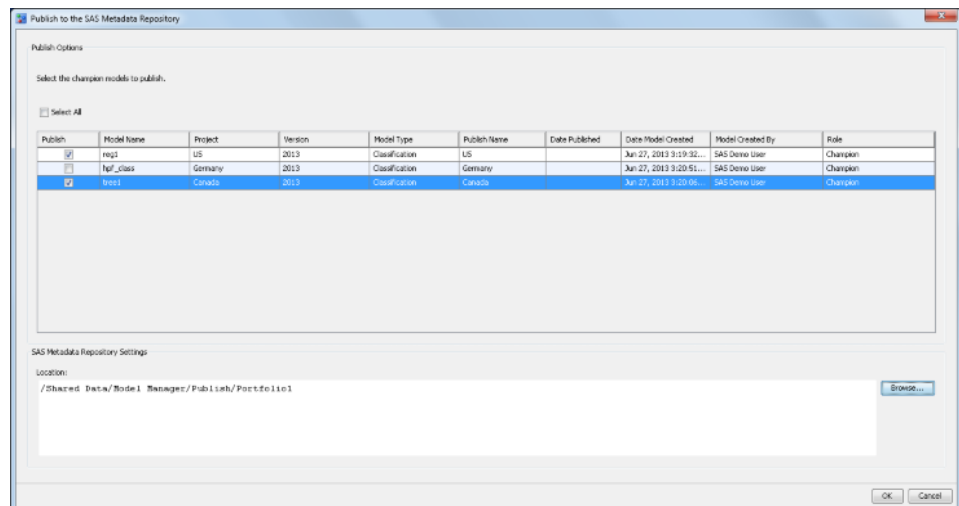 Publish to the SAS Metadata Repository
Publish Options
Select the champion models to publish.
Select All
Publish Model Name Project Version Model Type Publish Name Date Published Date Model Created Model Created By Role
reg1 US 2013 Classification US Jun 27, 2013 3:19:32... SAS Demo User Champion
hpf_class Germany 2013 Classification Germany Jun 27, 2013 3:20:51... SAS Demo User Champion
tree1 Canada 2013 Classification Canada Jun 27, 2013 3:20:06... SAS Demo User Champion
SAS Metadata Repository Settings
Location:
/Shared Data/Model Manager/Publish/Portfolio1
Browse...
OK Cancel